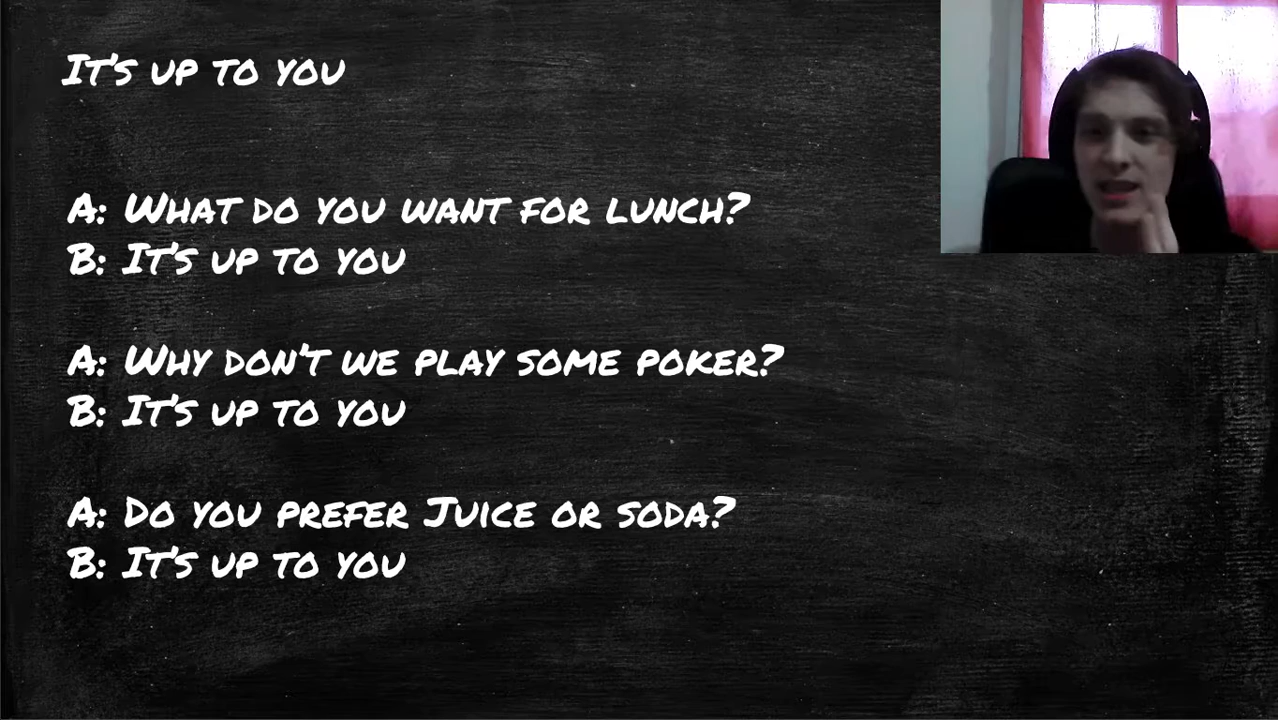 It's up to you
A: What do you want for lunch?
B: It's up to you
A: Why don't we play some poker?
B: It's up to you
A: Do you prefer Juice or soda?
B: It's up to you